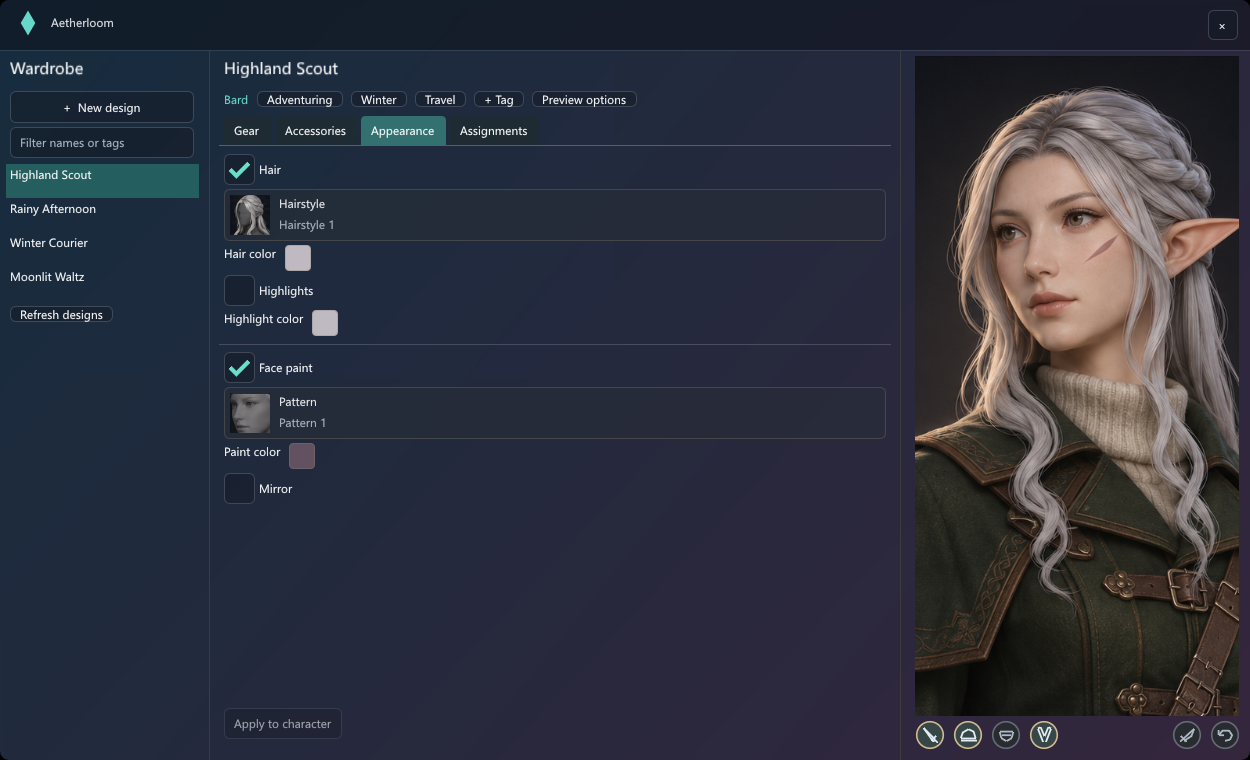 Aetherloom
×
Wardrobe
+ New design
Filter names or tags
Highland Scout
Rainy Afternoon
Winter Courier
Moonlit Waltz
Refresh designs
Highland Scout
Bard Adventuring Winter Travel + Tag Preview options
Gear Accessories Appearance Assignments
Hair
Hairstyle
Hairstyle 1
Hair color
Highlights
Highlight color
Face paint
Pattern
Pattern 1
Paint color
Mirror
Apply to character